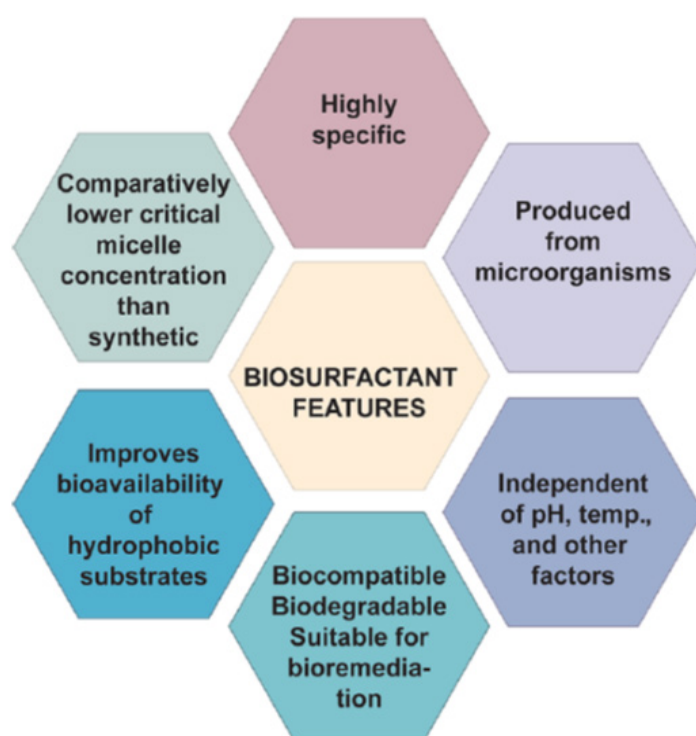 Highly
specific
Comparatively
lower critical
micelle
concentration
than
synthetic
Produced
from
microorganisms
BIOSURFACTANT
FEATURES
Improves
bioavailability
of
hydrophobic
substrates
Independent
of pH, temp.,
and other
factors
Biocompatible
Biodegradable
Suitable for
bioremedia-
tion